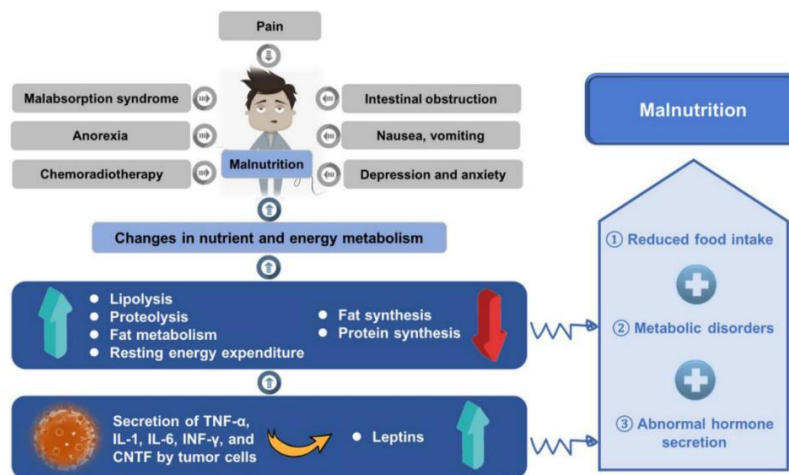 Pain
Malabsorption syndrome
Intestinal obstruction
Anorexia
Nausea, vomiting
Chemoradiotherapy
Malnutrition
Depression and anxiety
Changes in nutrient and energy metabolism
Lipolysis
Proteolysis
Fat metabolism
Resting energy expenditure
Fat synthesis
Protein synthesis
Secretion of TNF-α,
IL-1, IL-6, INF-γ, and
CNTF by tumor cells
Leptins
Malnutrition
① Reduced food intake
② Metabolic disorders
③ Abnormal hormone
secretion